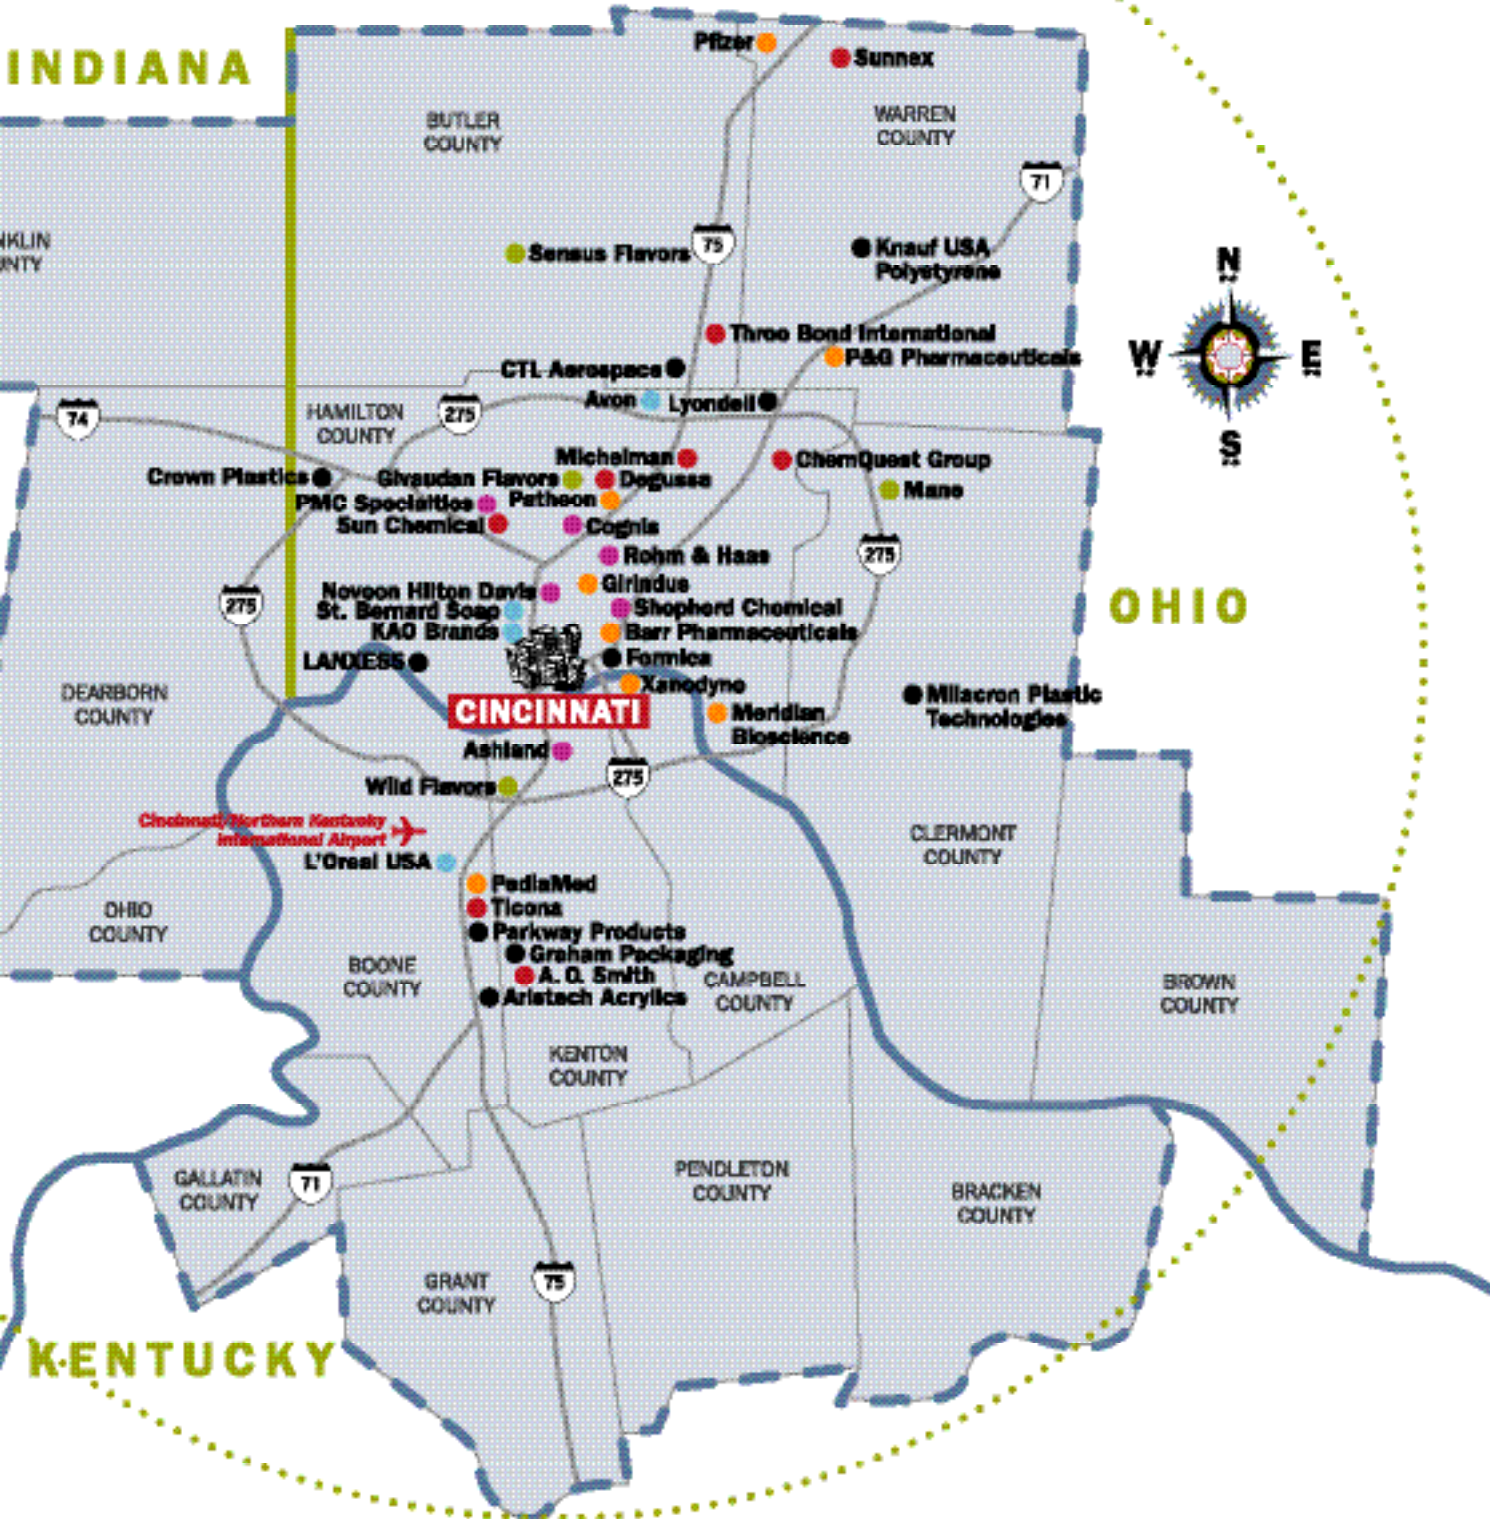 INDIANA
Pfizer
Sunnex
BUTLER
COUNTY
WARREN
COUNTY
71
NKLIN
UNTY
75
Sensus Flavors
Knauf USA
Polystyrene
N
W
E
S
Three Bond International
P&G Pharmaceuticals
CTL Aerospace
Avon
Lyondell
74
HAMILTON
COUNTY
275
Michelman
ChemQuest Group
Crown Plastics
Givaudan Flavors
Degussa
Mane
PMC Specialties
Patheon
Sun Chemical
Cognis
Rohm & Haas
275
Noveon Hilton Davis
Girindus
275
St. Bernard Soap
Shepherd Chemical
OHIO
KAO Brands
Barr Pharmaceuticals
LANXESS
Formica
Xanodyne
DEARBORN
COUNTY
CINCINNATI
Meridian
Bioscience
Milacron Plastic
Technologies
Ashland
275
Wild Flavors
Cincinnati/Northern Kentucky
International Airport
CLERMONT
COUNTY
L'Oreal USA
PediaMed
Ticona
OHIO
COUNTY
Parkway Products
Graham Packaging
A. O. Smith
Aristech Acrylics
BOONE
COUNTY
CAMPBELL
COUNTY
BROWN
COUNTY
KENTON
COUNTY
GALLATIN
COUNTY
71
PENDLETON
COUNTY
BRACKEN
COUNTY
GRANT
COUNTY
75
KENTUCKY